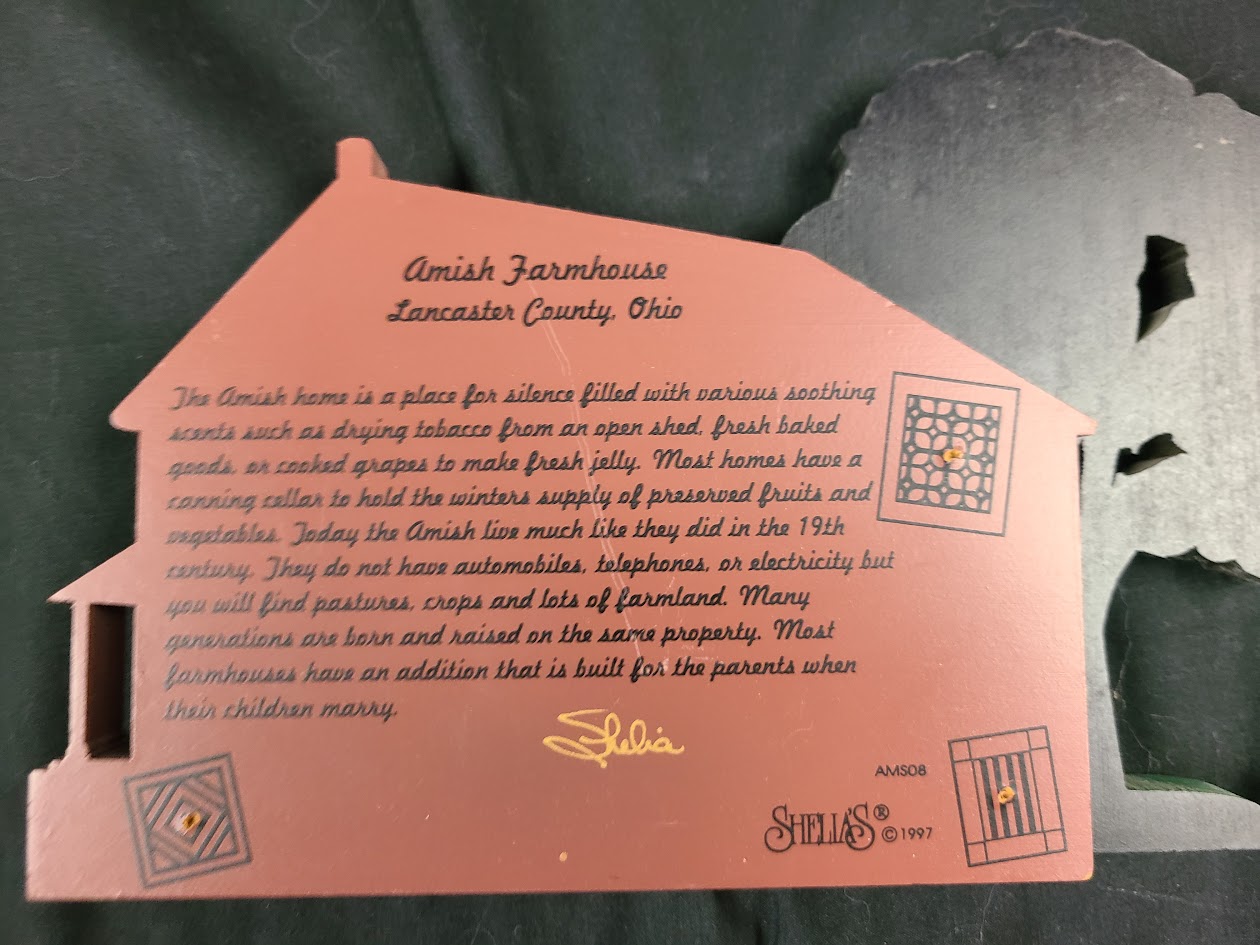 Amish Farmhouse
Lancaster County, Ohio
The Amish home is a place for silence filled with various soothing
scents such as drying tobacco from an open shed, fresh baked
goods, or cooked grapes to make fresh jelly. Most homes have a
canning cellar to hold the winters supply of preserved fruits and
vegetables. Today the Amish live much like they did in the 19th
century. They do not have automobiles, telephones, or electricity but
you will find pastures, crops and lots of farmland. Many
generations are born and raised on the same property. Most
farmhouses have an addition that is built for the parents when
their children marry.
Shelia
AMS08
SHELIA'S® ©1997